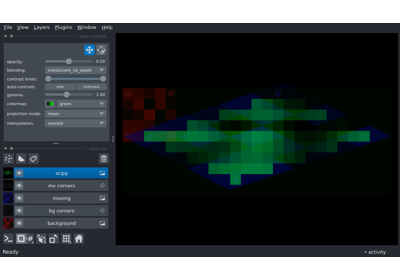 File View Layers Plugins Window Help
layer controls
opacity: 0.50
blending: translucent_no_depth
contrast limits:
auto-contrast: once continuous
gamma: 1.00
colormap: green
projection mode: mean
interpolation: nearest
layer list
scipy
mv corners
moving
bg corners
background
Ready
activity